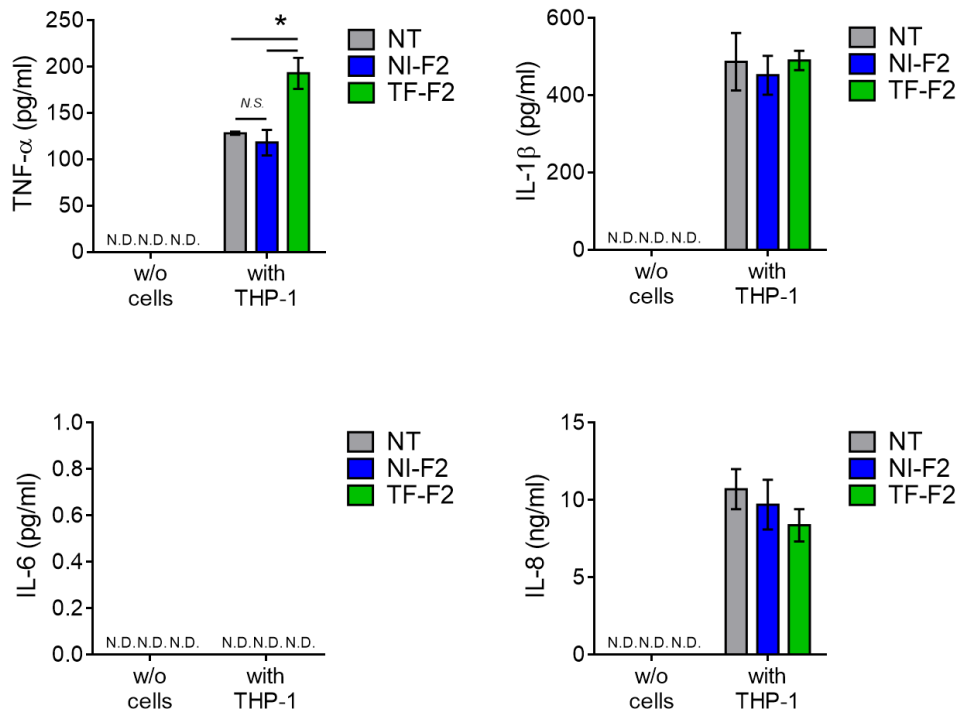 TNF-α (pg/ml)
250
200
150
100
50
0
*
N.S.
N.D. N.D. N.D.
w/o
cells
with
THP-1
NT
NI-F2
TF-F2
IL-1β (pg/ml)
600
400
200
0
N.D. N.D. N.D.
w/o
cells
with
THP-1
NT
NI-F2
TF-F2
IL-6 (pg/ml)
1.0
0.8
0.6
0.4
0.2
0.0
N.D. N.D. N.D.
N.D. N.D. N.D.
w/o
cells
with
THP-1
NT
NI-F2
TF-F2
IL-8 (ng/ml)
15
10
5
0
N.D. N.D. N.D.
w/o
cells
with
THP-1
NT
NI-F2
TF-F2